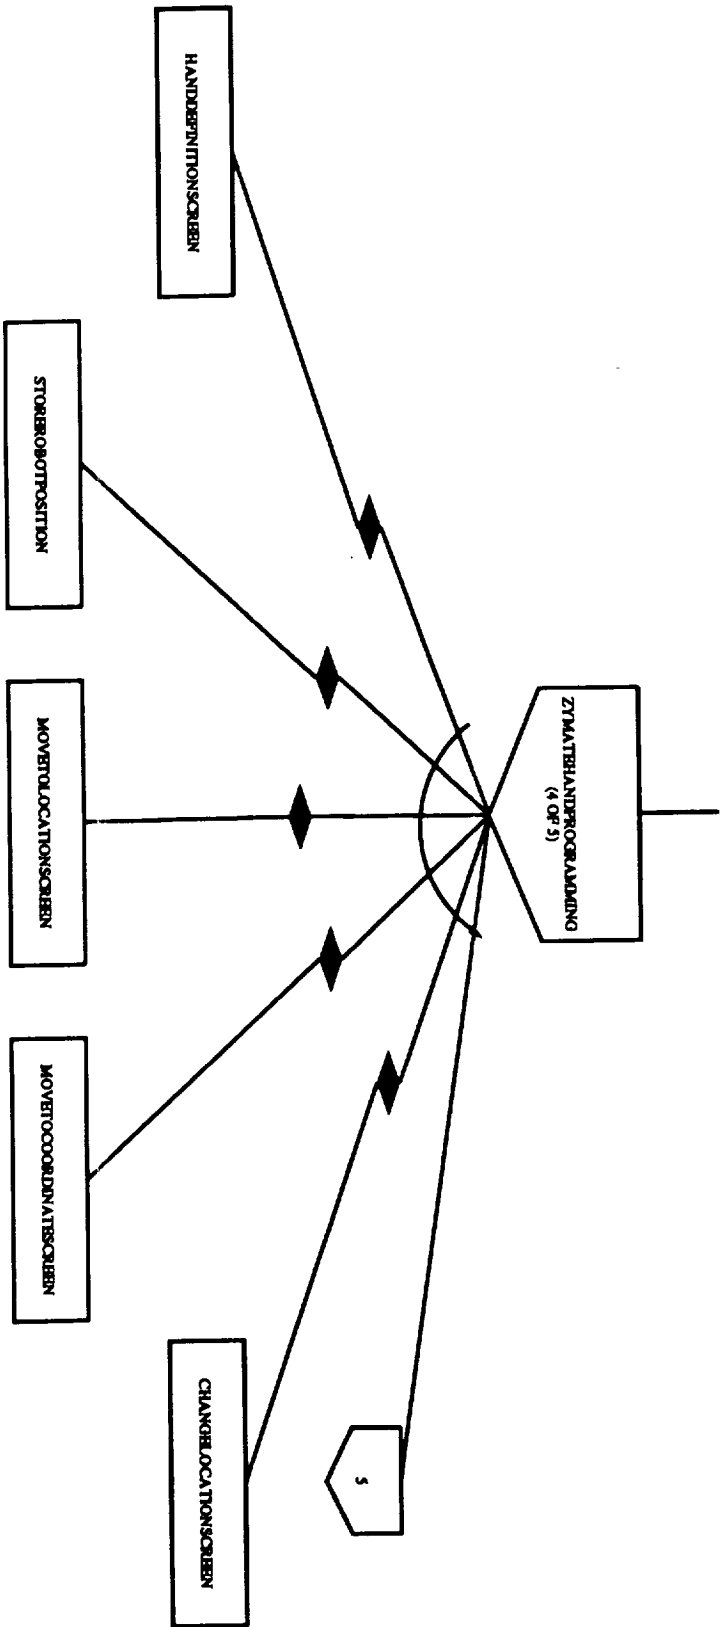 ZYMATEHANDPROGRAMMING
(4 OF 5)
HANDDEFINITIONSCREEN
STOREROBOTPOSITION
MOVETOLOCATIONSCREEN
MOVETOCOORDINATESCREEN
CHANGELOCATIONSCREEN
5